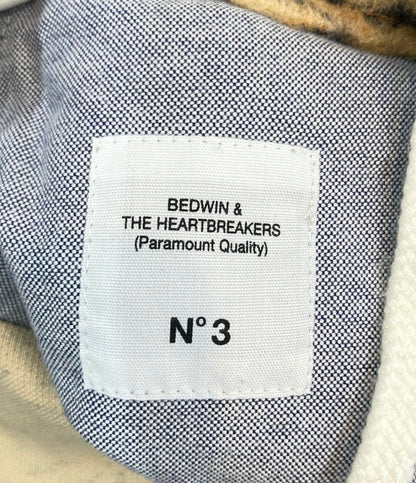 BEDWIN &
THE HEARTBREAKERS
(Paramount Quality)
N° 3